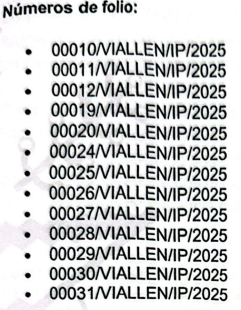 Números de folio:
• 00010/VIALLEN/IP/2025
• 00011/VIALLEN/IP/2025
• 00012/VIALLEN/IP/2025
• 00019/VIALLEN/IP/2025
• 00020/VIALLEN/IP/2025
• 00024/VIALLEN/IP/2025
• 00025/VIALLEN/IP/2025
• 00026/VIALLEN/IP/2025
• 00027/VIALLEN/IP/2025
• 00028/VIALLEN/IP/2025
• 00029/VIALLEN/IP/2025
• 00030/VIALLEN/IP/2025
• 00031/VIALLEN/IP/2025